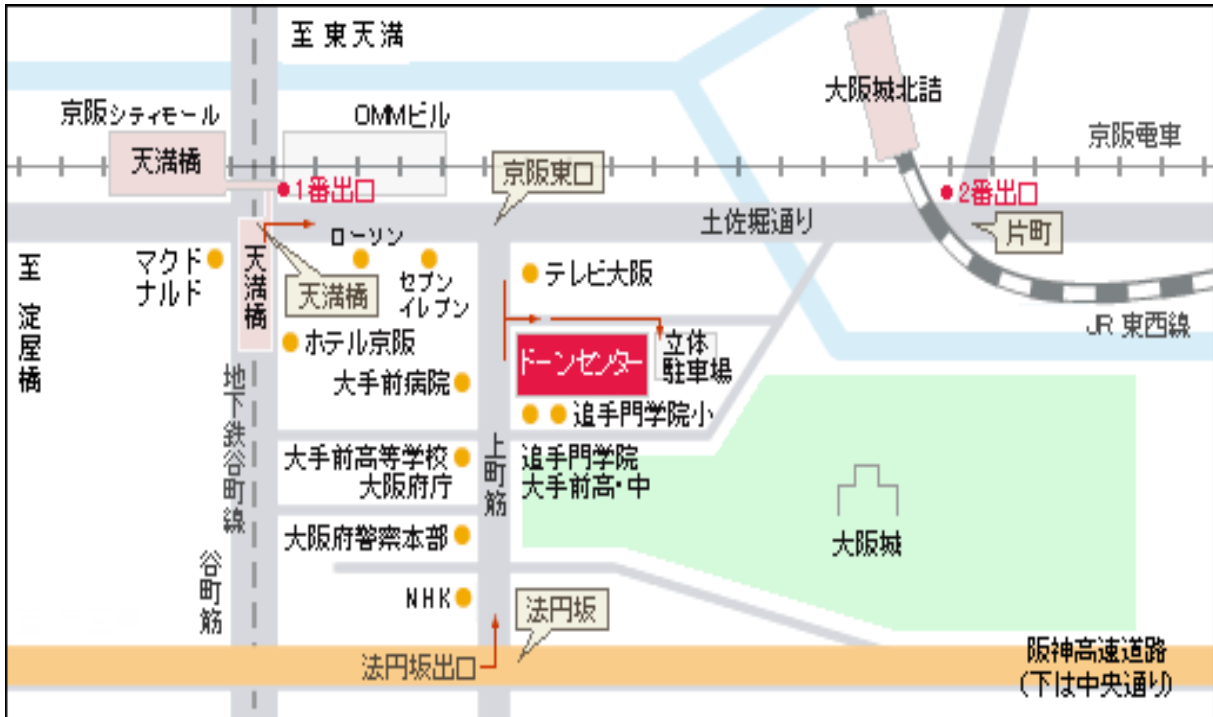 至 東天満
大阪城北詰
京阪シティモール
OMMビル
京阪電車
天満橋
京阪東口
1番出口
2番出口
土佐堀通り
片町
ローソン
マクド
ナルド
至 淀屋橋
天満橋
天満橋
セブン
イレブン
テレビ大阪
JR 東西線
ホテル京阪
ドーンセンター
立体
駐車場
大手前病院
追手門学院小
地下鉄谷町線
上町筋
大手前高等学校
大阪府庁
追手門学院
大手前高・中
大阪府警察本部
大阪城
谷町筋
NHK
法円坂
法円坂出口
阪神高速道路
(下は中央通り)